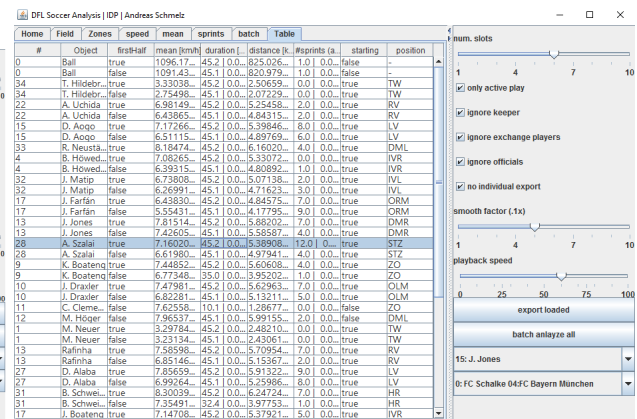 DFL Soccer Analysis | IDP | Andreas Schmelz
Home Field Zones speed mean sprints batch Table
# Object firstHalf mean [km/h] duration [... distance [k... #sprints (a... starting position
0 Ball true 1096.17... 45.2 | 0.0... 825.026... 1.0 | 0.0... false -
0 Ball false 1091.43... 45.1 | 0.0... 820.979... 1.0 | 0.0... false -
34 T. Hildebr... true 3.33038... 45.2 | 0.0... 2.50659... 0.0 | 0.0... true TW
34 T. Hildebr... false 2.75498... 45.1 | 0.0... 2.07229... 0.0 | 0.0... true TW
22 A. Uchida true 6.98149... 45.2 | 0.0... 5.25458... 2.0 | 0.0... true RV
22 A. Uchida false 6.43865... 45.1 | 0.0... 4.84315... 2.0 | 0.0... true RV
15 D. Aogo true 7.17266... 45.2 | 0.0... 5.39846... 8.0 | 0.0... true LV
15 D. Aogo false 6.51115... 45.1 | 0.0... 4.89769... 6.0 | 0.0... true LV
33 R. Neustä... true 8.18474... 45.2 | 0.0... 6.16020... 4.0 | 0.0... true DML
4 B. Höwed... true 7.08265... 45.2 | 0.0... 5.33072... 0.0 | 0.0... true IVR
4 B. Höwed... false 6.39315... 45.1 | 0.0... 4.80892... 1.0 | 0.0... true IVR
32 J. Matip true 6.73808... 45.2 | 0.0... 5.07138... 2.0 | 0.0... true IVL
32 J. Matip false 6.26991... 45.1 | 0.0... 4.71623... 3.0 | 0.0... true IVL
17 J. Farfán true 6.43830... 45.2 | 0.0... 4.84575... 7.0 | 0.0... true ORM
17 J. Farfán false 5.55431... 45.1 | 0.0... 4.17795... 9.0 | 0.0... true ORM
13 J. Jones true 7.81514... 45.2 | 0.0... 5.88202... 7.0 | 0.0... true DMR
13 J. Jones false 7.42605... 45.1 | 0.0... 5.58587... 4.0 | 0.0... true DMR
28 A. Szalai true 7.16020... 45.2 | 0.0... 5.38908... 12.0 | 0.... true STZ
28 A. Szalai false 6.61980... 45.1 | 0.0... 4.97941... 4.0 | 0.0... true STZ
9 K. Boateng true 7.44852... 45.2 | 0.0... 5.60608... 4.0 | 0.0... true ZO
9 K. Boateng false 6.77348... 35.0 | 0.0... 3.95202... 1.0 | 0.0... true ZO
10 J. Draxler true 7.47981... 45.2 | 0.0... 5.62963... 7.0 | 0.0... true OLM
10 J. Draxler false 6.82281... 45.1 | 0.0... 5.13211... 5.0 | 0.0... true OLM
11 C. Cleme... false 7.62558... 10.1 | 0.0... 1.28677... 0.0 | 0.0... false ZO
12 M. Höger false 7.96537... 45.1 | 0.0... 5.99155... 2.0 | 0.0... false DML
1 M. Neuer true 3.29784... 45.2 | 0.0... 2.48210... 0.0 | 0.0... true TW
1 M. Neuer false 3.23134... 45.1 | 0.0... 2.43061... 0.0 | 0.0... true TW
13 Rafinha true 7.58598... 45.2 | 0.0... 5.70954... 7.0 | 0.0... true RV
13 Rafinha false 6.85146... 45.1 | 0.0... 5.15367... 2.0 | 0.0... true RV
27 D. Alaba true 7.85659... 45.2 | 0.0... 5.91322... 9.0 | 0.0... true LV
27 D. Alaba false 6.99264... 45.1 | 0.0... 5.25986... 8.0 | 0.0... true LV
31 B. Schwei... true 8.30039... 45.2 | 0.0... 6.24724... 7.0 | 0.0... true HR
31 B. Schwei... false 7.35491... 32.4 | 0.0... 3.97753... 1.0 | 0.0... true HR
17 J. Boateng true 7.14708... 45.2 | 0.0... 5.37921... 5.0 | 0.0... true IVR
num. slots
1 4 7 10
only active play
ignore keeper
ignore exchange players
ignore officials
no individual export
smooth factor (.1x)
1 4 7 10
playback speed
0 25 50 75 100
export loaded
batch anlayze all
15: J. Jones
0: FC Schalke 04:FC Bayern München